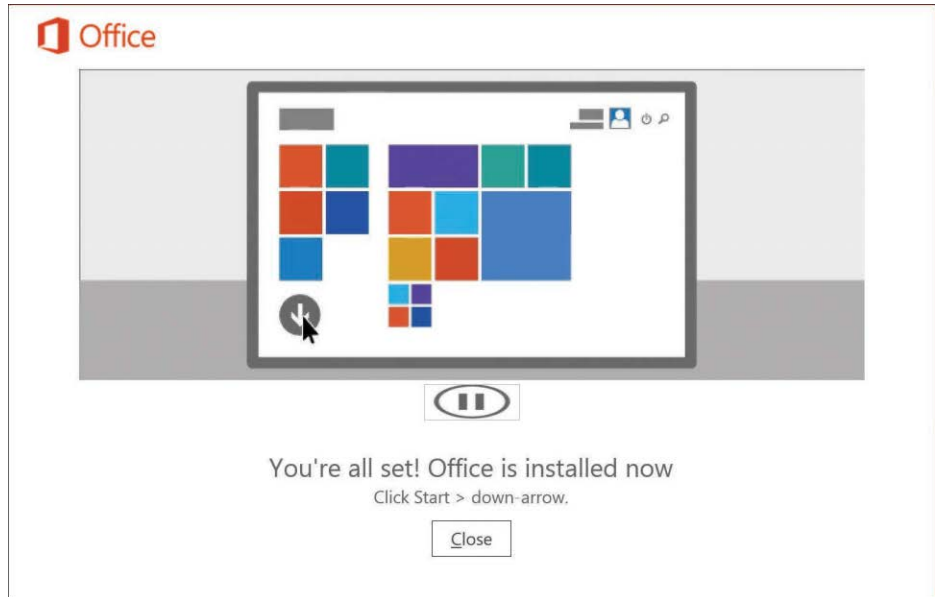 Office
You're all set! Office is installed now
Click Start > down-arrow.
Close